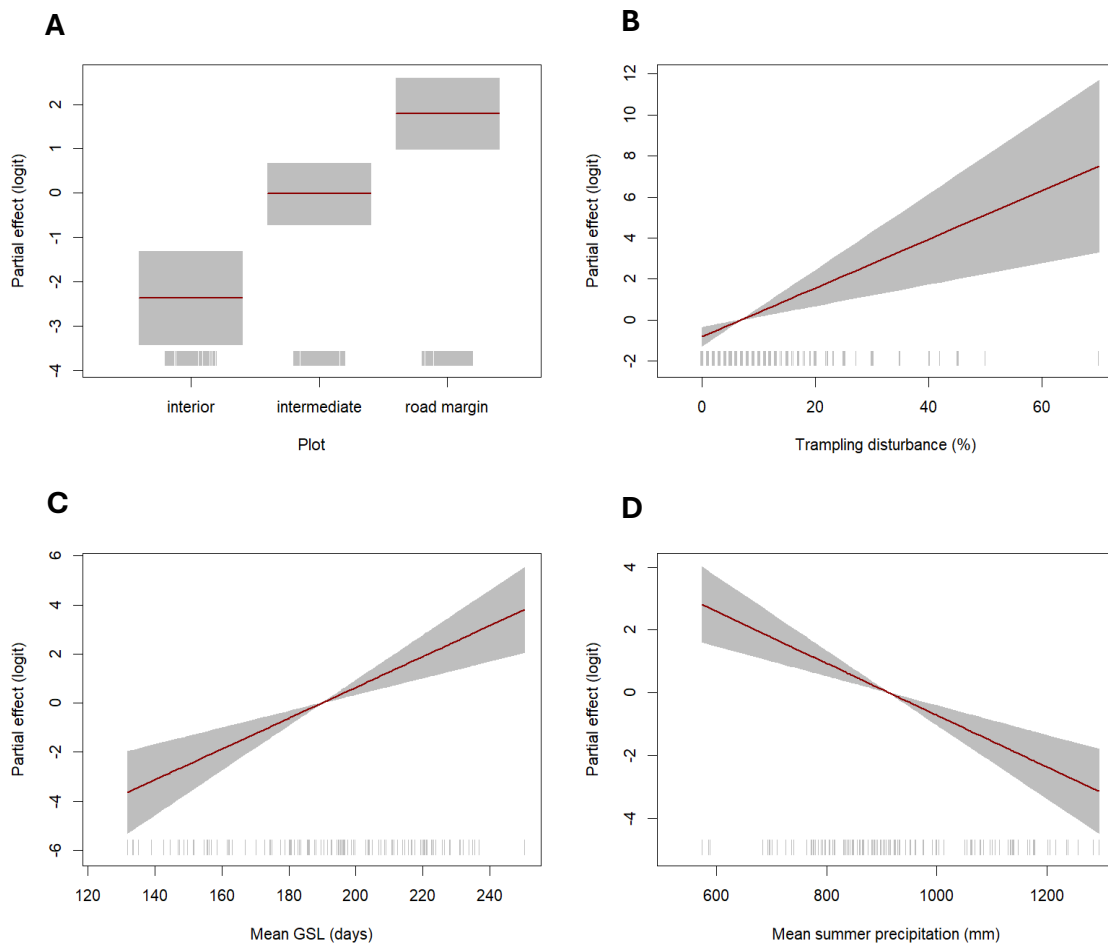 A
Partial effect (logit)
2
1
0
-1
-2
-3
-4
interior intermediate road margin
Plot
B
Partial effect (logit)
12
10
8
6
4
2
0
-2
0 20 40 60
Trampling disturbance (%)
C
Partial effect (logit)
6
4
2
0
-2
-4
-6
120 140 160 180 200 220 240
Mean GSL (days)
D
Partial effect (logit)
4
2
0
-2
-4
600 800 1000 1200
Mean summer precipitation (mm)